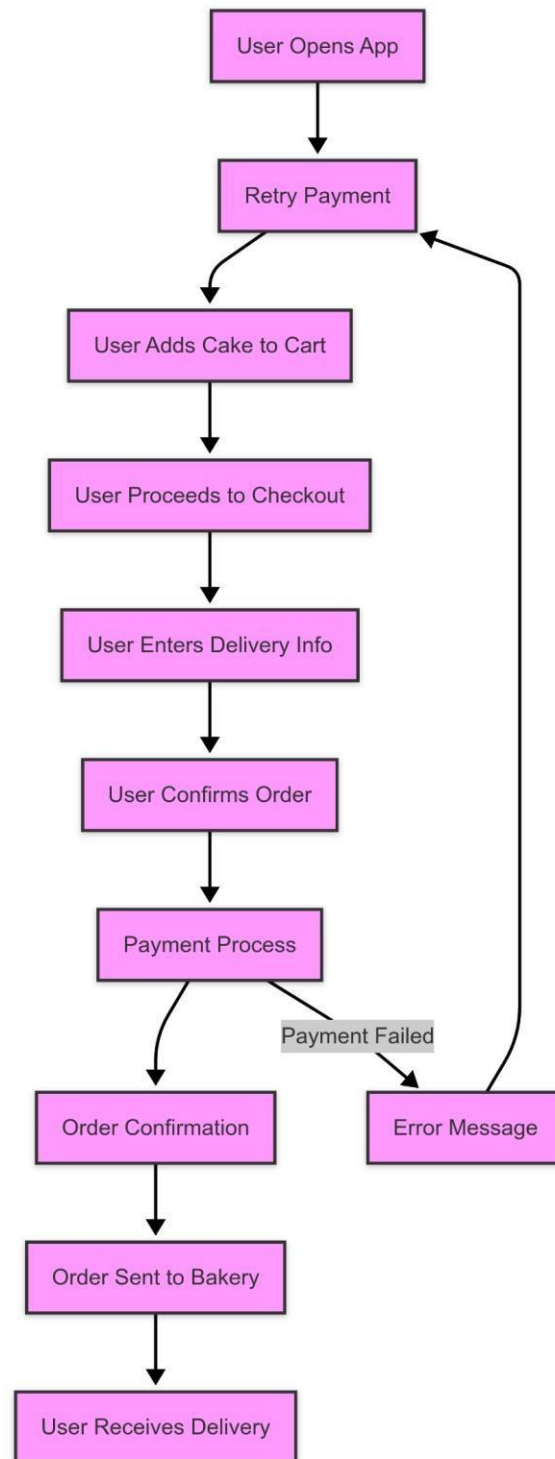 User Opens App
Retry Payment
User Adds Cake to Cart
User Proceeds to Checkout
User Enters Delivery Info
User Confirms Order
Payment Process
Payment Failed
Order Confirmation
Error Message
Order Sent to Bakery
User Receives Delivery